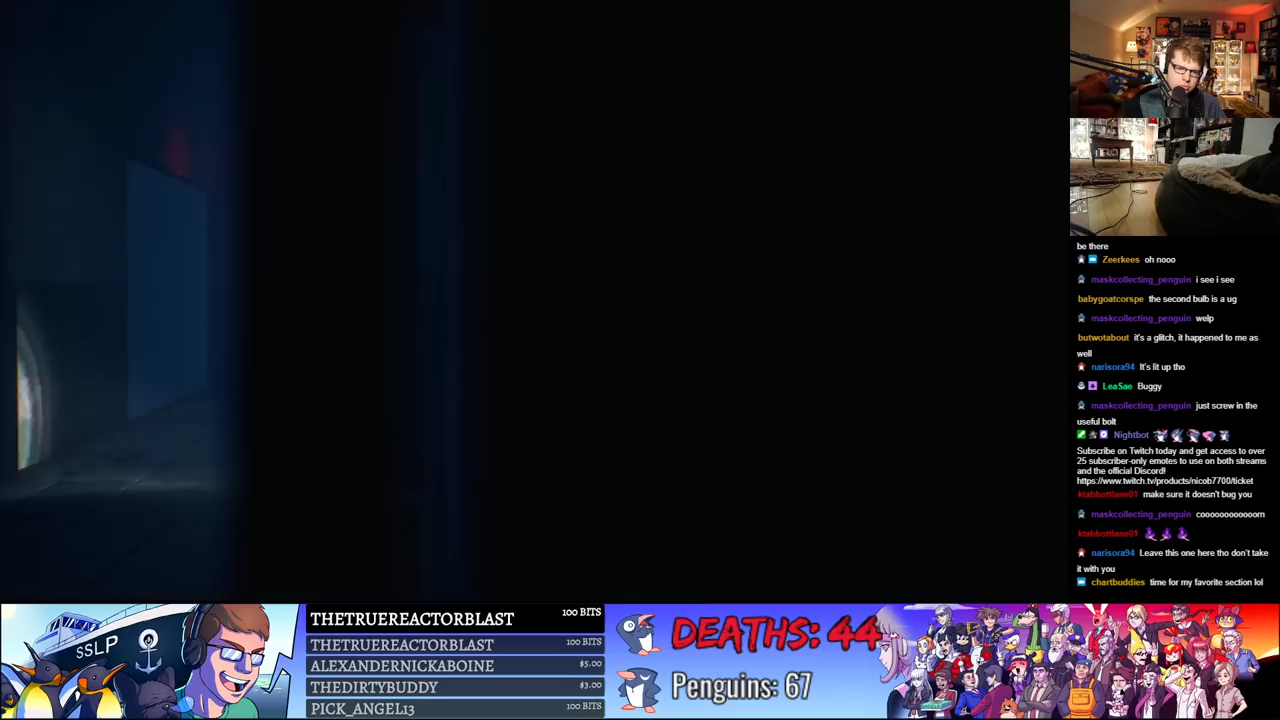 be there
Zeerkees oh nooo
maskcollecting_penguin i see i see
babygoatcorspe the second bulb is a ug
maskcollecting_penguin welp
butwotabout it's a glitch, it happened to me as
well
narisora94 It's lit up tho
LeaSae Buggy
maskcollecting_penguin just screw in the
useful bolt
Nightbot
Subscribe on Twitch today and get access to over
25 subscriber-only emotes to use on both streams
and the official Discord!
https://www.twitch.tv/products/nicob7700/ticket
ktabbottlane01 make sure it doesn't bug you
maskcollecting_penguin cooooooooooorn
ktabbottlane01
narisora94 Leave this one here tho don't take
it with you
chartbuddies time for my favorite section lol
SSLP
THETRUEREACTORBLAST 100 BITS
THETRUEREACTORBLAST 100 BITS
ALEXANDERNICKABOINE $5.00
THEDIRTYBUDDY $3.00
PICK_ANGEL13 100 BITS
DEATHS: 44
Penguins: 67